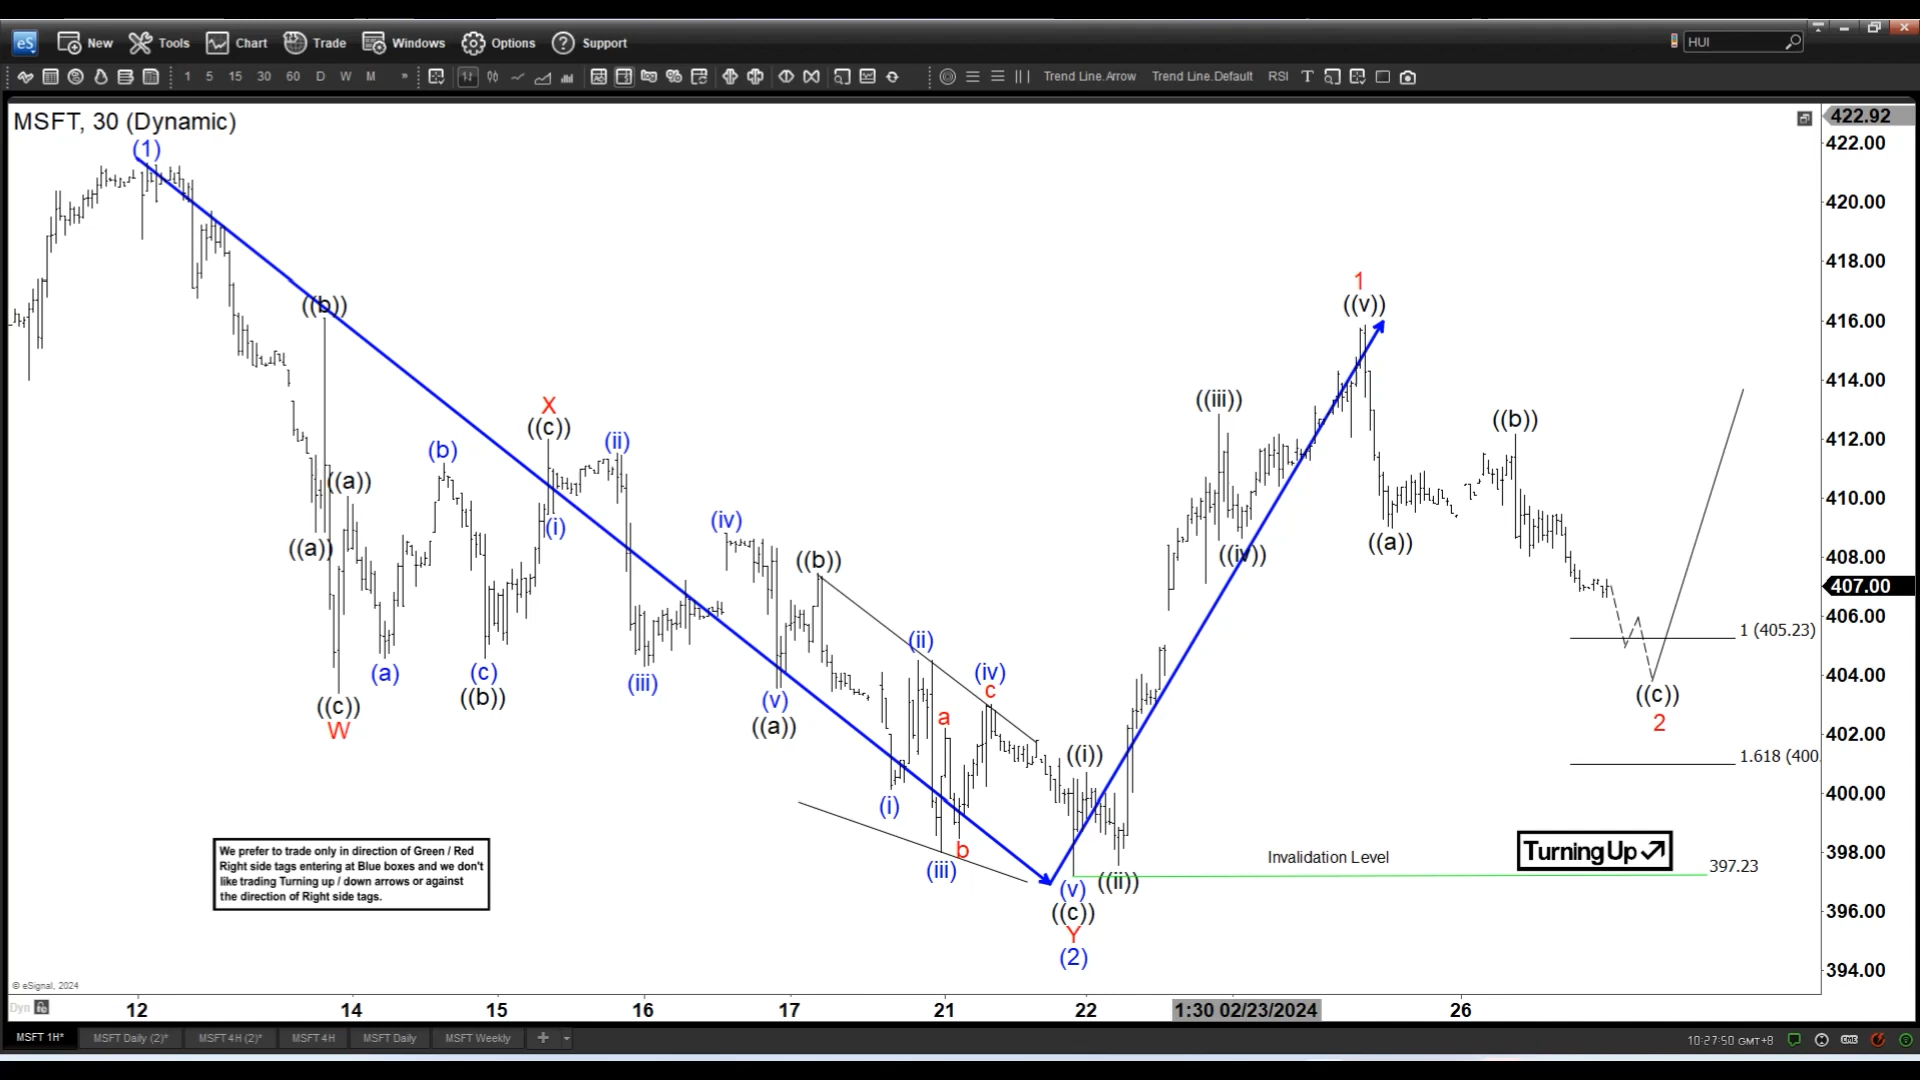 eS New Tools Chart Trade Windows Options Support HUI
1 5 15 30 60 D W M » Trend Line.Arrow Trend Line.Default RSI T
MSFT, 30 (Dynamic)
422.92
422.00
420.00
418.00
416.00
414.00
412.00
410.00
408.00
407.00
406.00
404.00
402.00
400.00
398.00
396.00
394.00
(1)
((b))
((a))
((a))
((c))
W
(a)
(b)
(c)
((b))
X
((c))
(i)
(ii)
(iii)
(iv)
(v)
((a))
((b))
(i)
(ii)
(iii)
a
b
(iv)
c
(v)
((c))
Y
(2)
((i))
((ii))
((iii))
((iv))
1
((v))
((a))
((b))
((c))
2
1 (405.23)
1.618 (400.
Invalidation Level
Turning Up
397.23
We prefer to trade only in direction of Green / Red
Right side tags entering at Blue boxes and we don't
like trading Turning up / down arrows or against
the direction of Right side tags.
© eSignal, 2024
Dyn 12 14 15 16 17 21 22 1:30 02/23/2024 26
MSFT 1H* MSFT Daily (2)* MSFT 4H (2)* MSFT 4H MSFT Daily MSFT Weekly +
10:27:50 GMT+8 CME